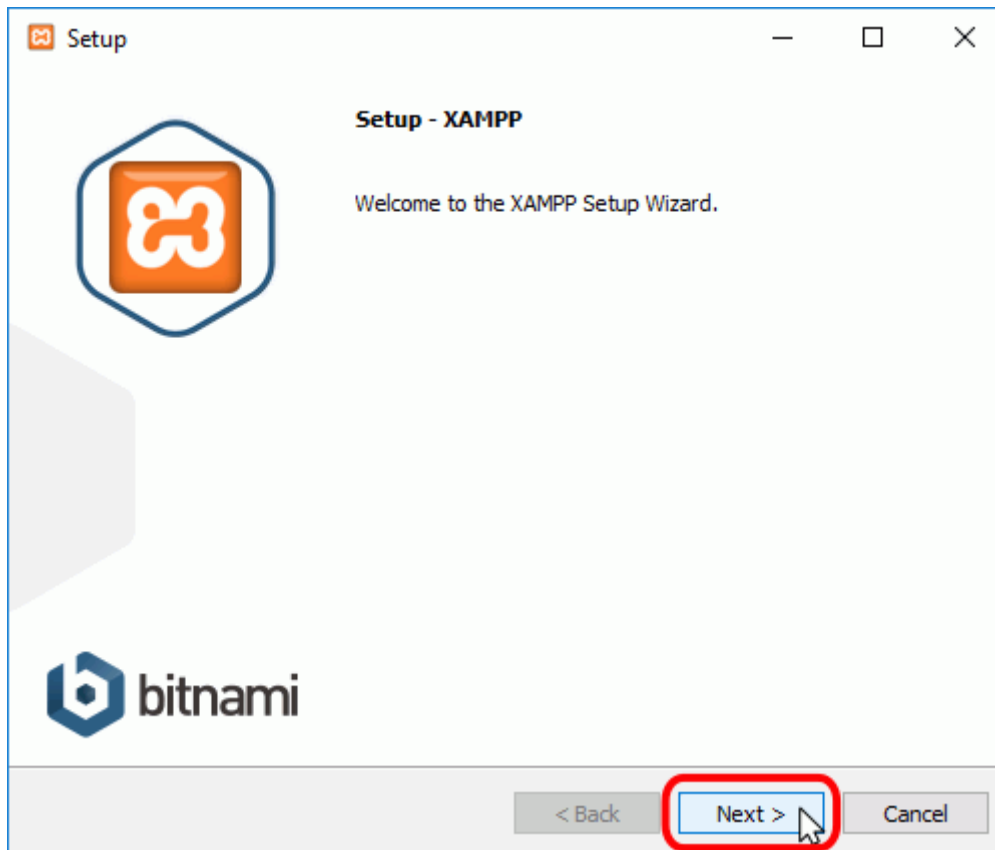 Setup
Setup - XAMPP
Welcome to the XAMPP Setup Wizard.
bitnami
< Back
Next >
Cancel